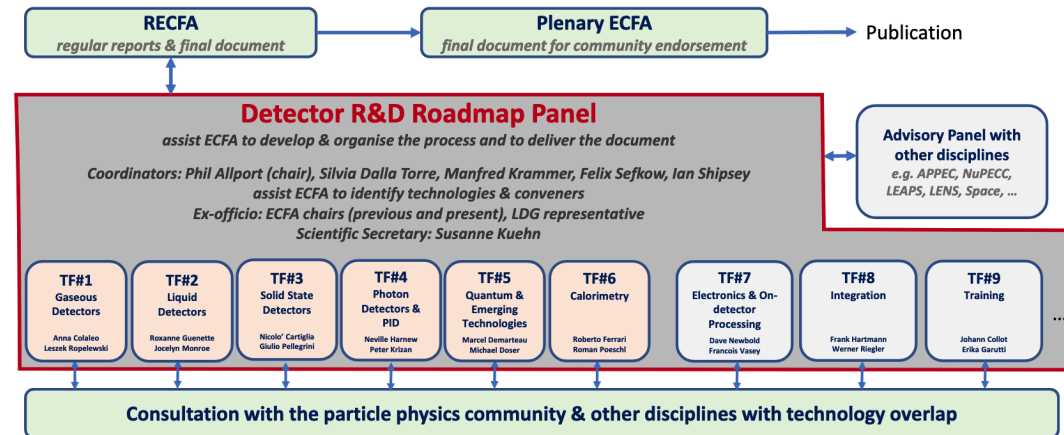 RECFA
regular reports & final document
Plenary ECFA
final document for community endorsement
Publication
Detector R&D Roadmap Panel
assist ECFA to develop & organise the process and to deliver the document
Coordinators: Phil Allport (chair), Silvia Dalla Torre, Manfred Krammer, Felix Sefkow, Ian Shipsey
assist ECFA to identify technologies & conveners
Ex-officio: ECFA chairs (previous and present), LDG representative
Scientific Secretary: Susanne Kuehn
Advisory Panel with
other disciplines
e.g. APPEC, NuPECC,
LEAPS, LENS, Space, ...
TF#1
Gaseous
Detectors
Anna Colaleo
Leszek Ropelewski
TF#2
Liquid
Detectors
Roxanne Guenette
Jocelyn Monroe
TF#3
Solid State
Detectors
Nicolo' Cartiglia
Giulio Pellegrini
TF#4
Photon
Detectors &
PID
Neville Harnew
Peter Krizan
TF#5
Quantum &
Emerging
Technologies
Marcel Demarteau
Michael Doser
TF#6
Calorimetry
Roberto Ferrari
Roman Poeschl
TF#7
Electronics & On-
detector
Processing
Dave Newbold
Francois Vasey
TF#8
Integration
Frank Hartmann
Werner Riegler
TF#9
Training
Johann Collot
Erika Garutti
...
Consultation with the particle physics community & other disciplines with technology overlap